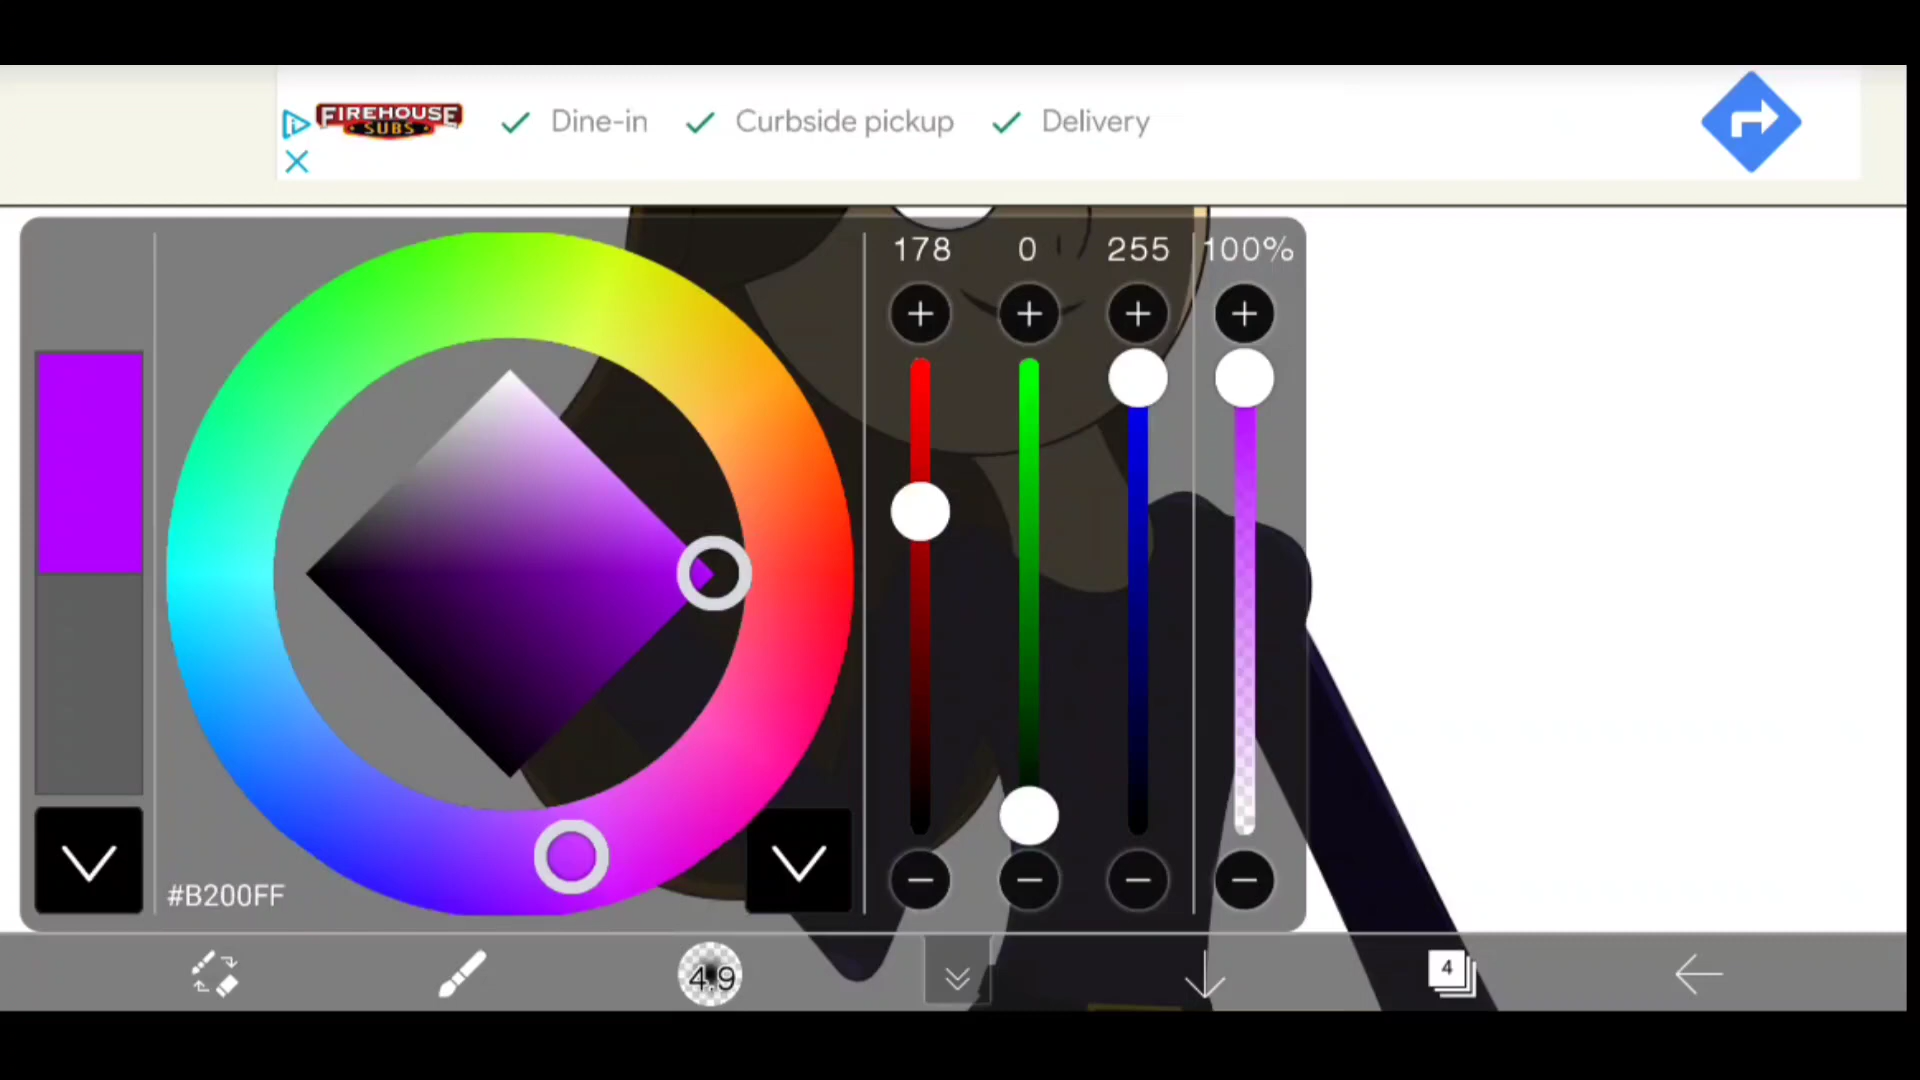 FIREHOUSE
SUBS
Dine-in
Curbside pickup
Delivery
178
0
255
100%
#B200FF
4.9
4